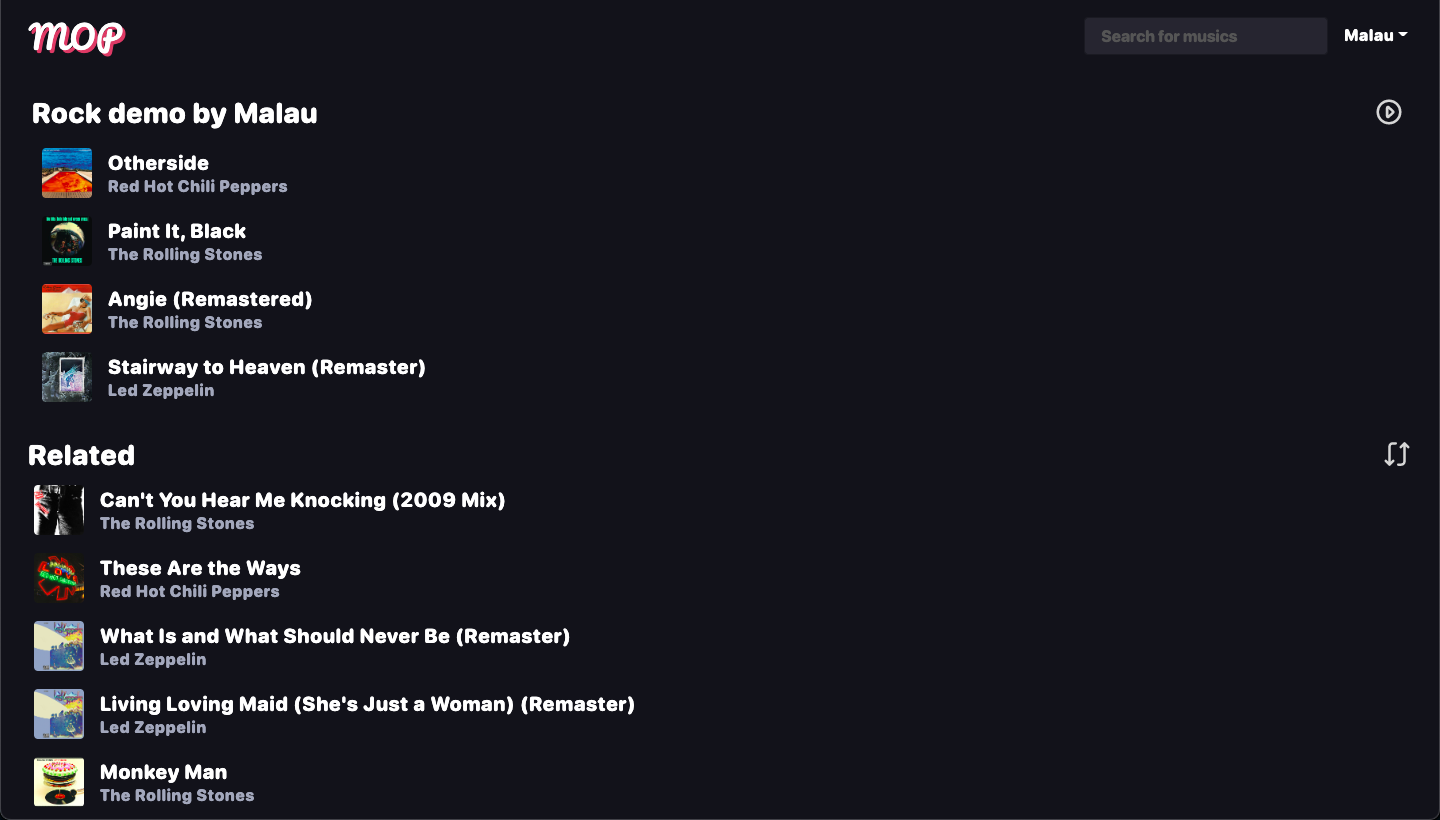 MOP
Search for musics
Malau
Rock demo by Malau
Otherside
Red Hot Chili Peppers
Paint It, Black
The Rolling Stones
Angie (Remastered)
The Rolling Stones
Stairway to Heaven (Remaster)
Led Zeppelin
Related
Can't You Hear Me Knocking (2009 Mix)
The Rolling Stones
These Are the Ways
Red Hot Chili Peppers
What Is and What Should Never Be (Remaster)
Led Zeppelin
Living Loving Maid (She's Just a Woman) (Remaster)
Led Zeppelin
Monkey Man
The Rolling Stones